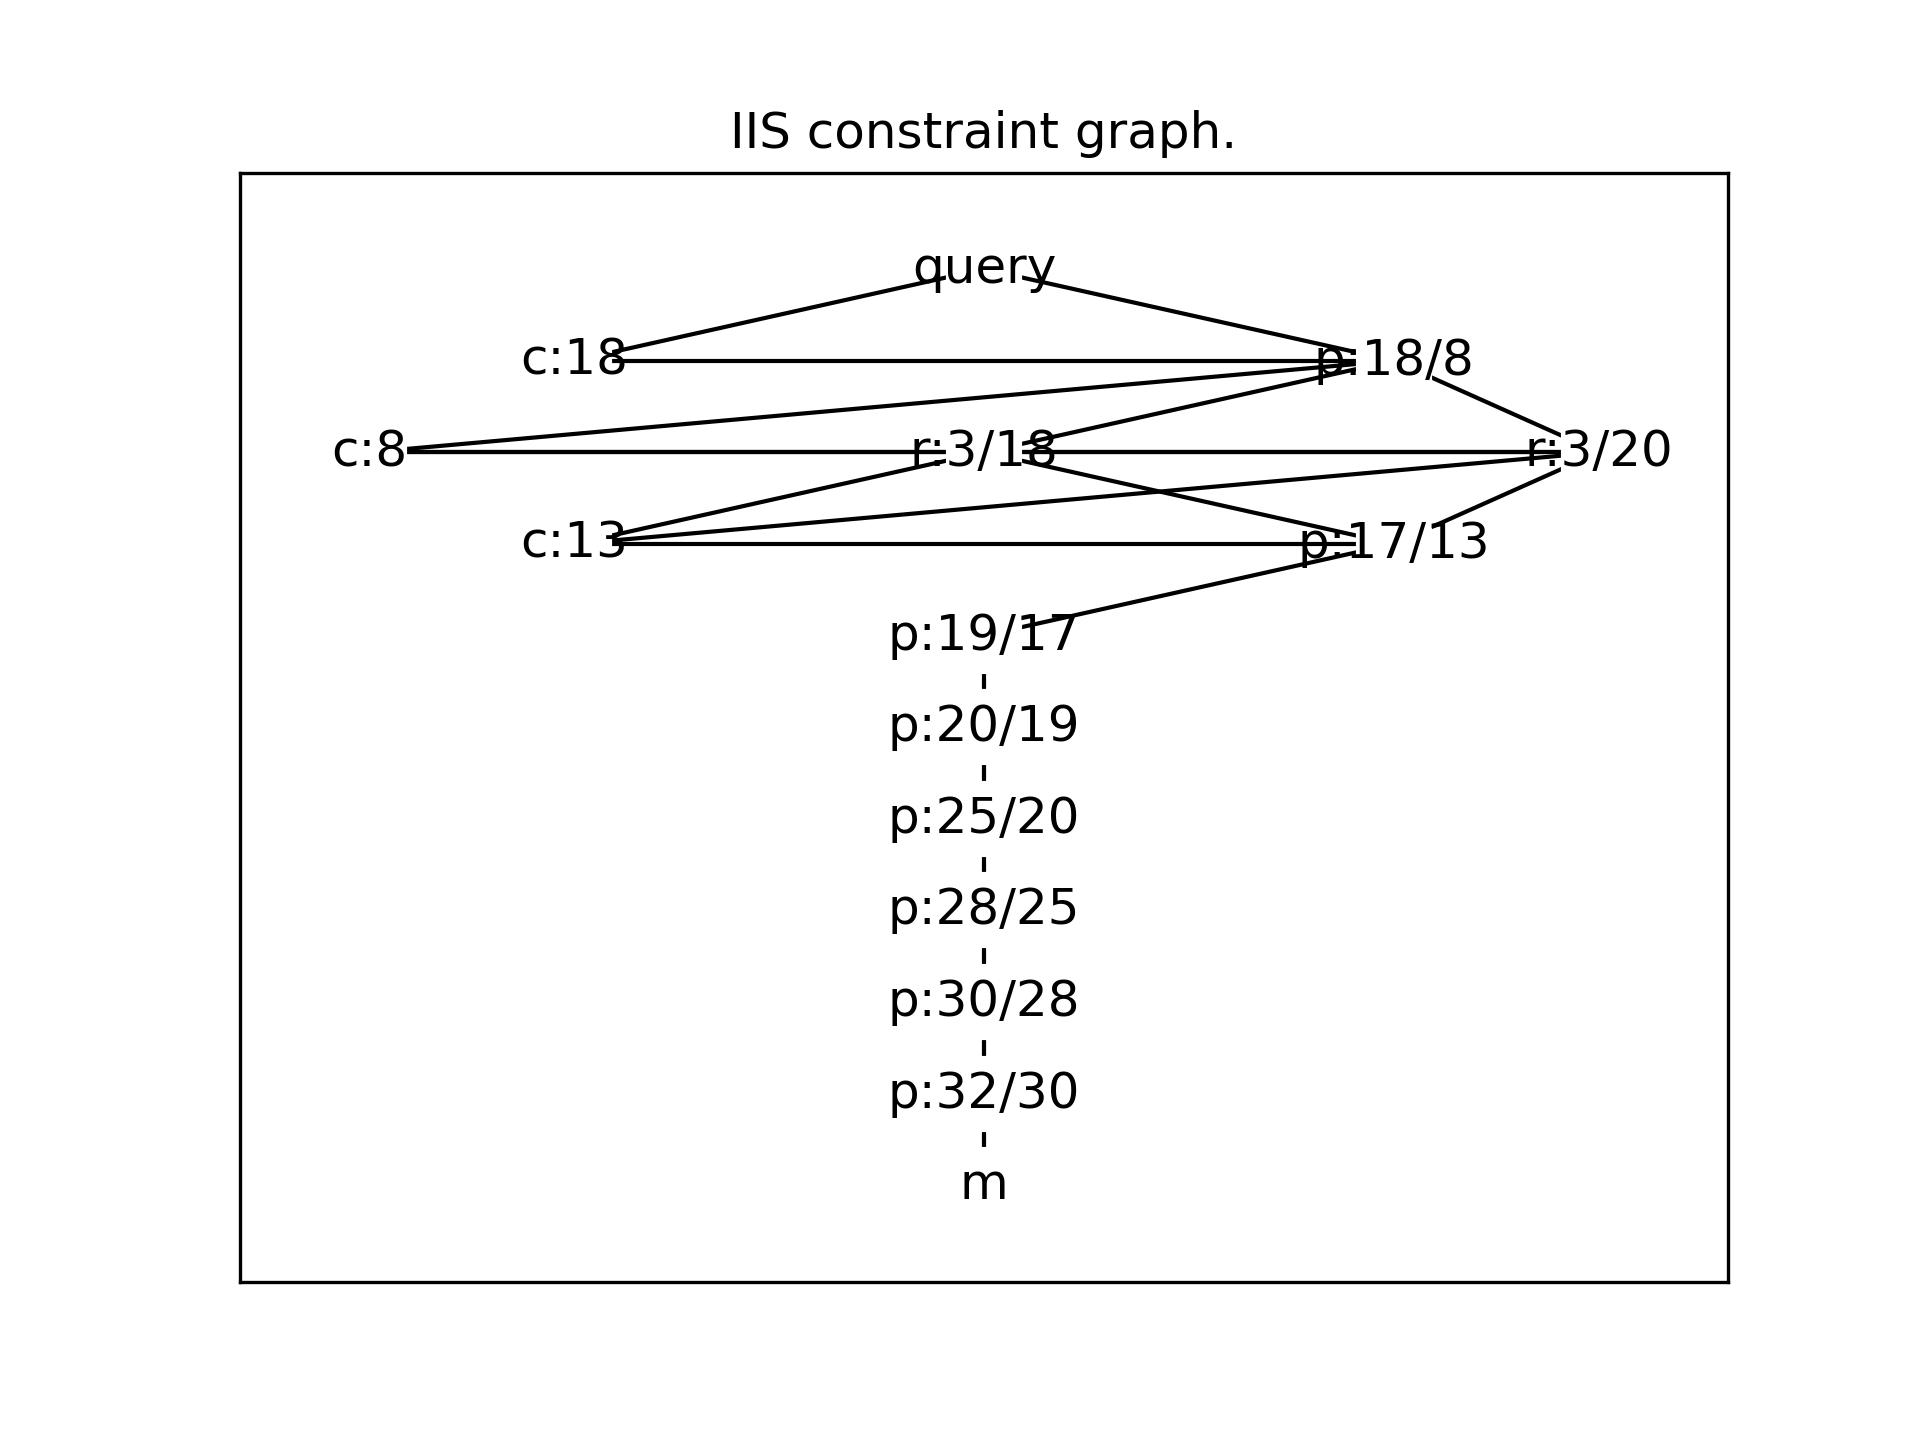 IIS constraint graph.
query
c:18 p:18/8
c:8 r:3/18 r:3/20
c:13 p:17/13
p:19/17
p:20/19
p:25/20
p:28/25
p:30/28
p:32/30
m